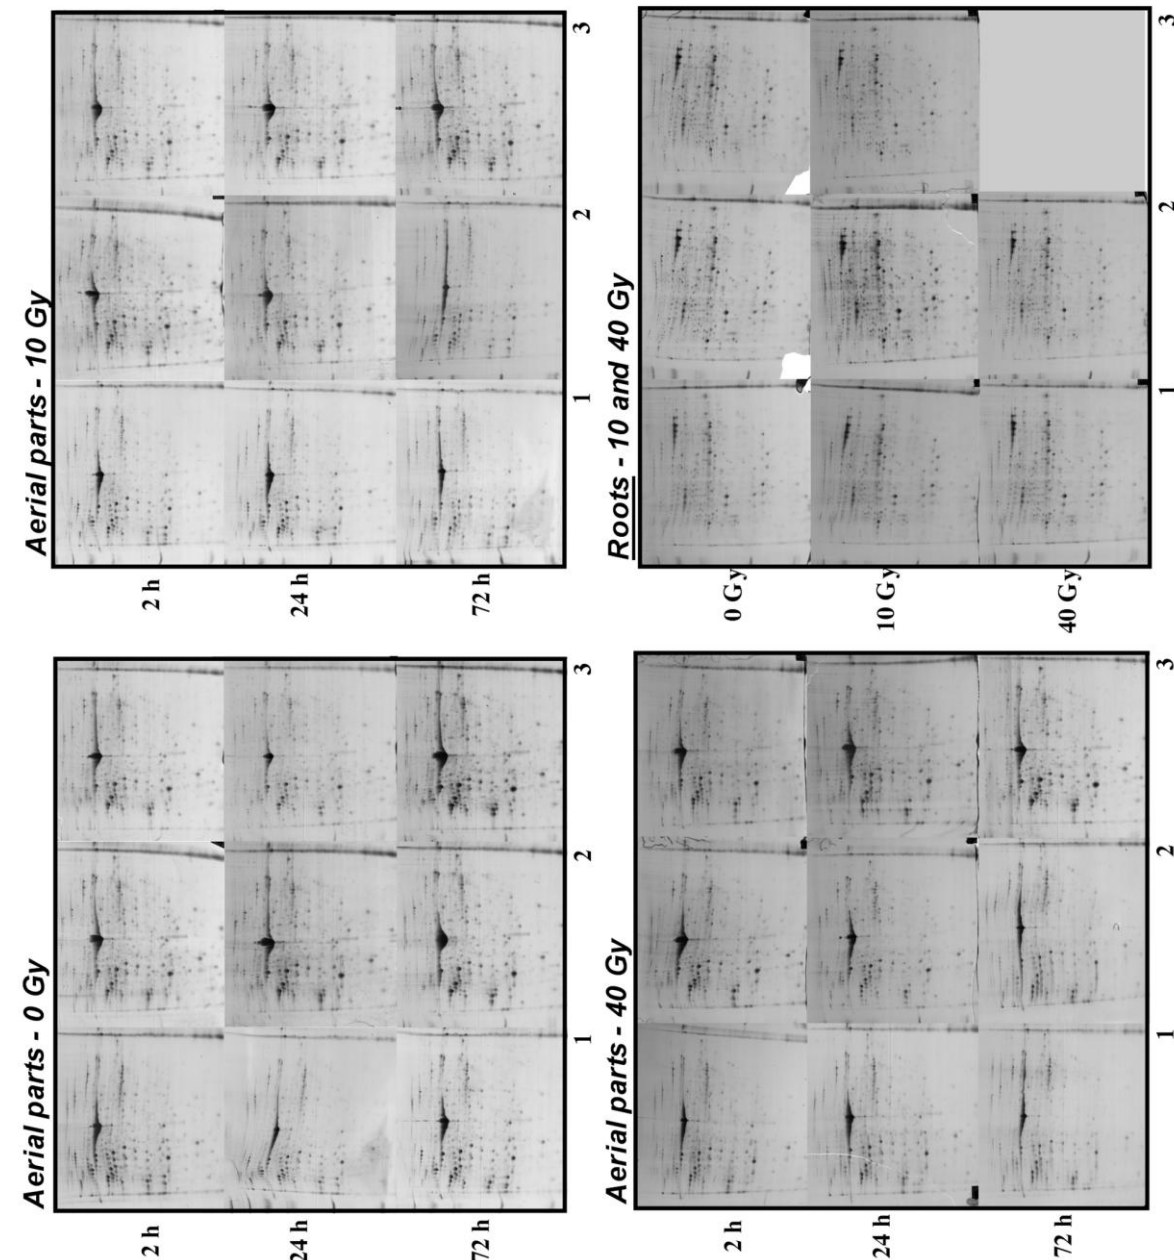 Aerial parts - 10 Gy
2 h
24 h
72 h
1
2
3
Roots - 10 and 40 Gy
0 Gy
10 Gy
40 Gy
1
2
3
Aerial parts - 0 Gy
2 h
24 h
72 h
1
2
3
Aerial parts - 40 Gy
2 h
24 h
72 h
1
2
3